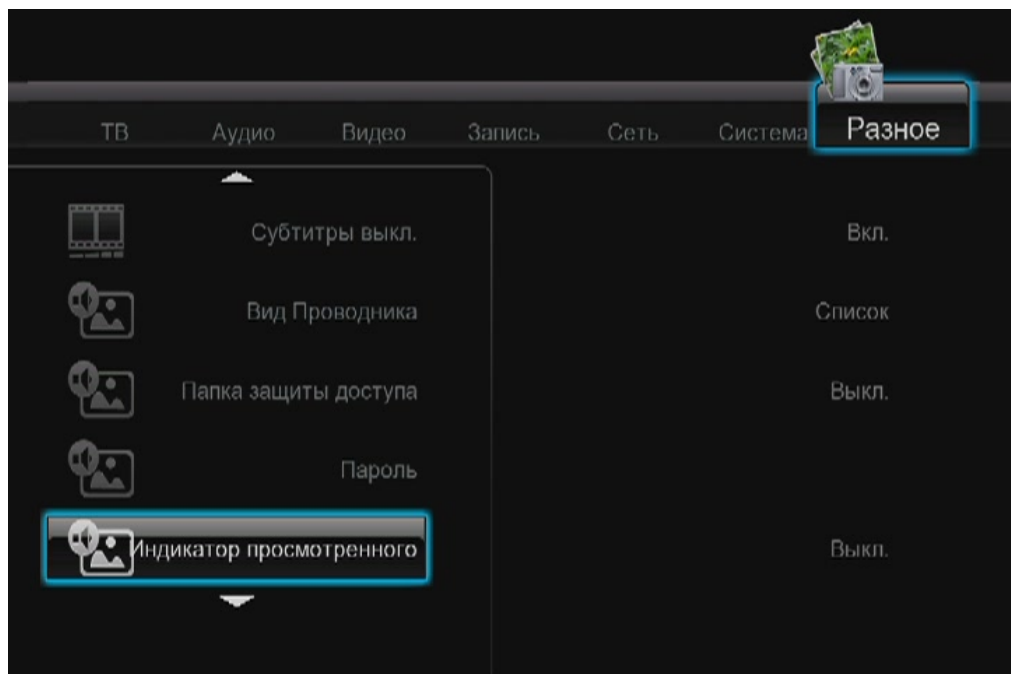 ТВ Аудио Видео Запись Сеть Система Разное
Субтитры выкл. Вкл.
Вид Проводника Список
Папка защиты доступа Выкл.
Пароль
Индикатор просмотренного Выкл.